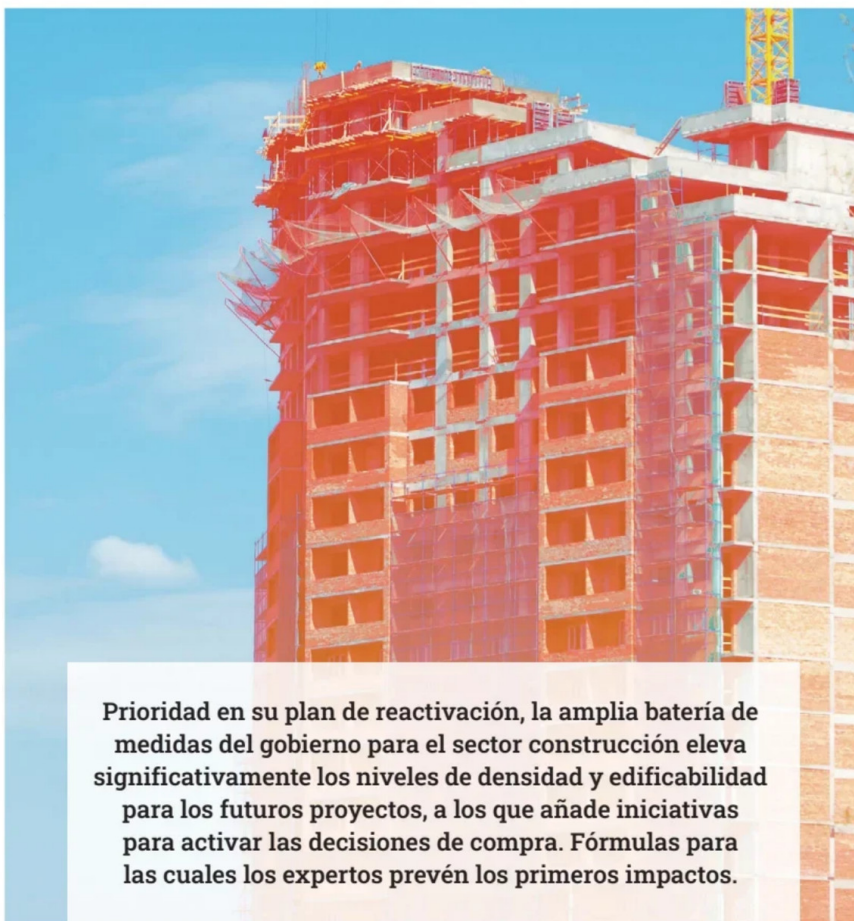 Prioridad en su plan de reactivación, la amplia batería de
medidas del gobierno para el sector construcción eleva
significativamente los niveles de densidad y edificabilidad
para los futuros proyectos, a los que añade iniciativas
para activar las decisiones de compra. Fórmulas para
las cuales los expertos prevén los primeros impactos.